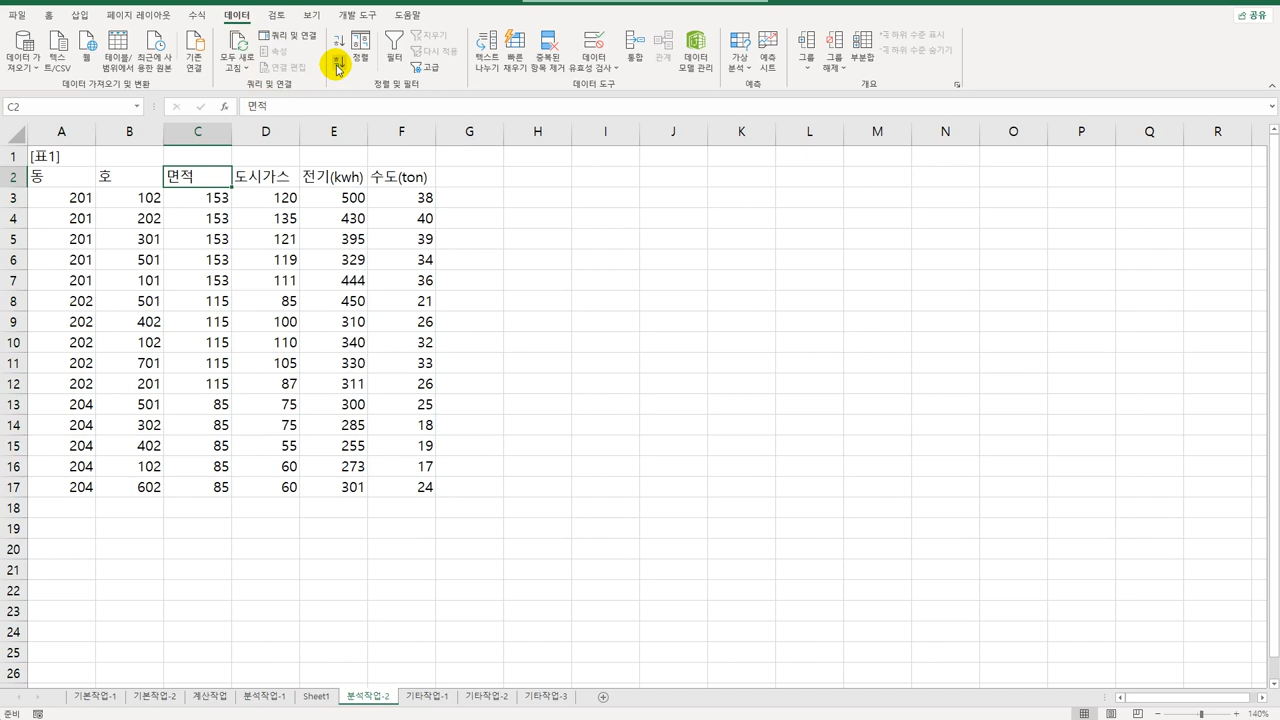 파일 홈 삽입 페이지 레이아웃 수식 데이터 검토 보기 개발 도구 도움말 공유
데이터 가져오기 텍스트/CSV 웹 테이블/범위에서 최근에 사용한 원본 기존 연결
모두 새로 고침 쿼리 및 연결 속성 연결 편집
정렬 필터 지우기 다시 적용 고급
텍스트 나누기 빠른 채우기 중복된 항목 제거 데이터 유효성 검사 통합 관계 데이터 모델 관리
가상 분석 예측 시트 그룹 그룹 해제 부분합 하위 수준 표시 하위 수준 숨기기
데이터 가져오기 및 변환 쿼리 및 연결 정렬 및 필터 데이터 도구 예측 개요
C2 fx 면적
A B C D E F G H I J K L M N O P Q R
1 [표1]
2 동 호 면적 도시가스 전기(kwh) 수도(ton)
3 201 102 153 120 500 38
4 201 202 153 135 430 40
5 201 301 153 121 395 39
6 201 501 153 119 329 34
7 201 101 153 111 444 36
8 202 501 115 85 450 21
9 202 402 115 100 310 26
10 202 102 115 110 340 32
11 202 701 115 105 330 33
12 202 201 115 87 311 26
13 204 501 85 75 300 25
14 204 302 85 75 285 18
15 204 402 85 55 255 19
16 204 102 85 60 273 17
17 204 602 85 60 301 24
18
19
20
21
22
23
24
25
26
기본작업-1 기본작업-2 계산작업 분석작업-1 Sheet1 분석작업-2 기타작업-1 기타작업-2 기타작업-3
준비 140%